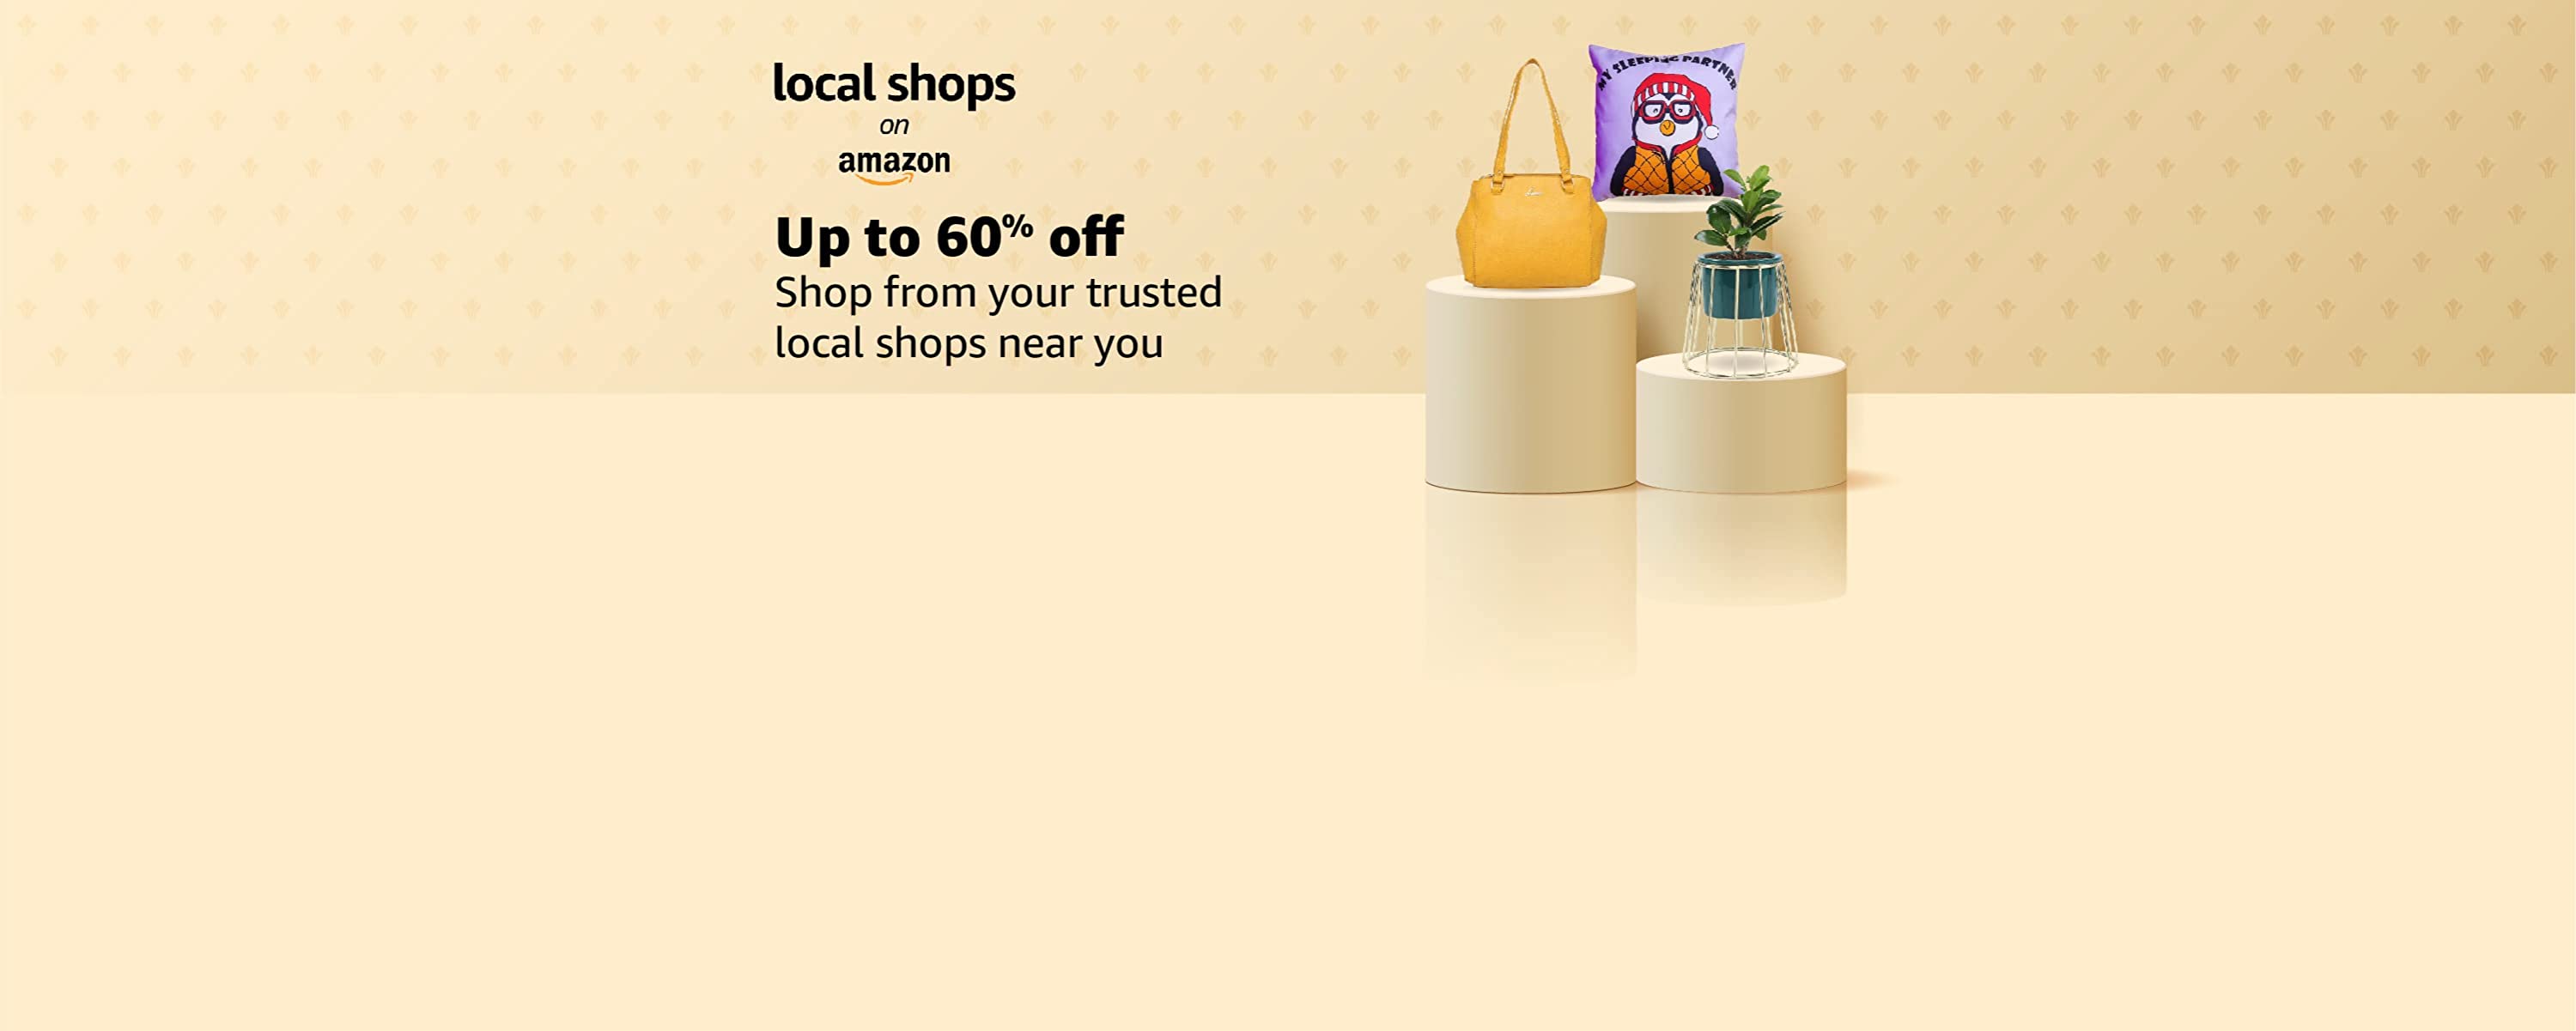 local shops
on
amazon
Up to 60% off
Shop from your trusted
local shops near you
MY SLEEPING PARTNER